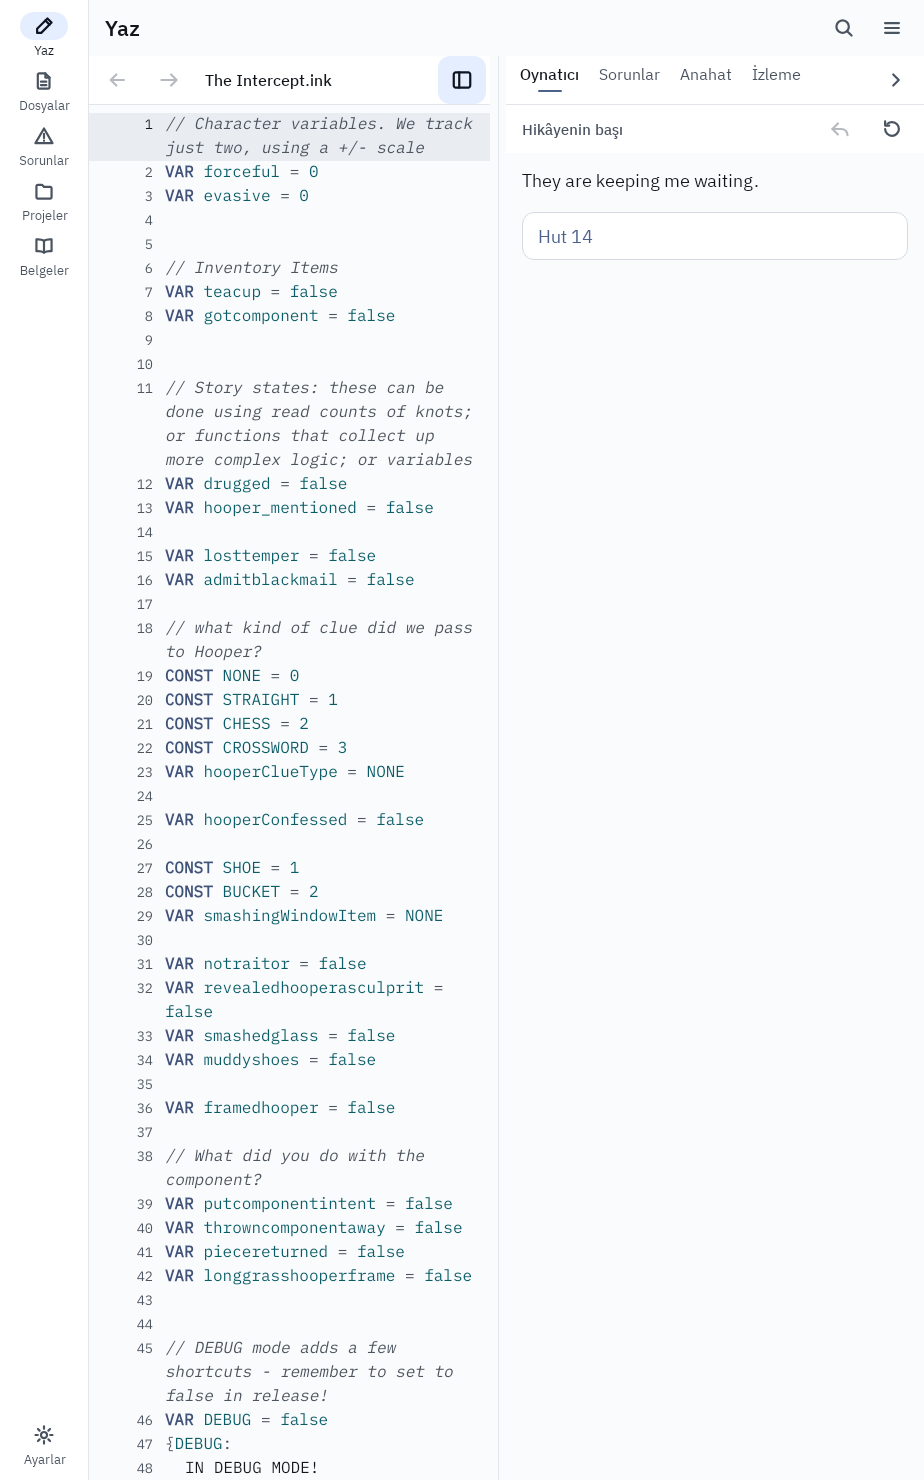 Yaz
Yaz
Dosyalar
Sorunlar
Projeler
Belgeler
Ayarlar
The Intercept.ink
1 // Character variables. We track
just two, using a +/- scale
2 VAR forceful = 0
3 VAR evasive = 0
4
5
6 // Inventory Items
7 VAR teacup = false
8 VAR gotcomponent = false
9
10
11 // Story states: these can be
done using read counts of knots;
or functions that collect up
more complex logic; or variables
12 VAR drugged = false
13 VAR hooper_mentioned = false
14
15 VAR losttemper = false
16 VAR admitblackmail = false
17
18 // what kind of clue did we pass
to Hooper?
19 CONST NONE = 0
20 CONST STRAIGHT = 1
21 CONST CHESS = 2
22 CONST CROSSWORD = 3
23 VAR hooperClueType = NONE
24
25 VAR hooperConfessed = false
26
27 CONST SHOE = 1
28 CONST BUCKET = 2
29 VAR smashingWindowItem = NONE
30
31 VAR notraitor = false
32 VAR revealedhooperasculprit =
false
33 VAR smashedglass = false
34 VAR muddyshoes = false
35
36 VAR framedhooper = false
37
38 // What did you do with the
component?
39 VAR putcomponentintent = false
40 VAR throwncomponentaway = false
41 VAR piecereturned = false
42 VAR longgrasshooperframe = false
43
44
45 // DEBUG mode adds a few
shortcuts - remember to set to
false in release!
46 VAR DEBUG = false
47 {DEBUG:
48 IN DEBUG MODE!
Oynatıcı Sorunlar Anahat İzleme
Hikâyenin başı
They are keeping me waiting.
Hut 14